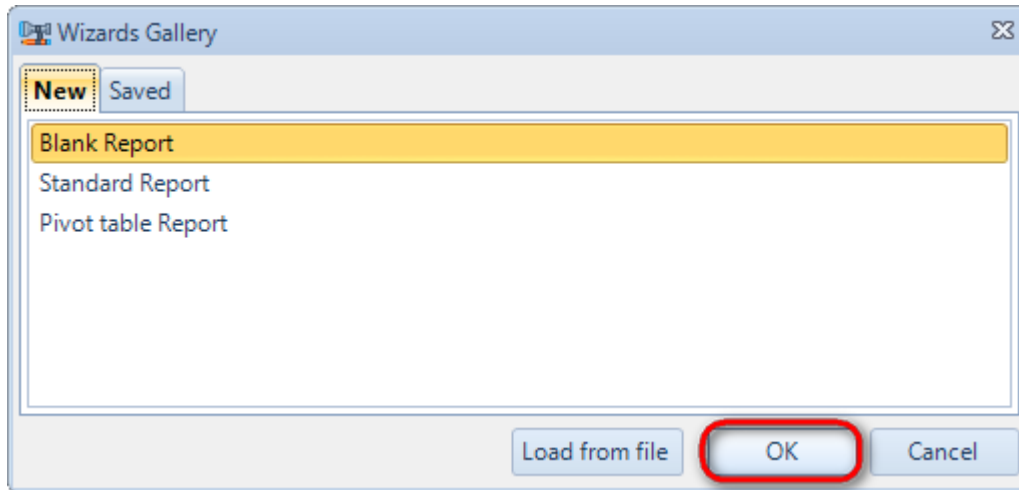 Wizards Gallery
New Saved
Blank Report
Standard Report
Pivot table Report
Load from file OK Cancel